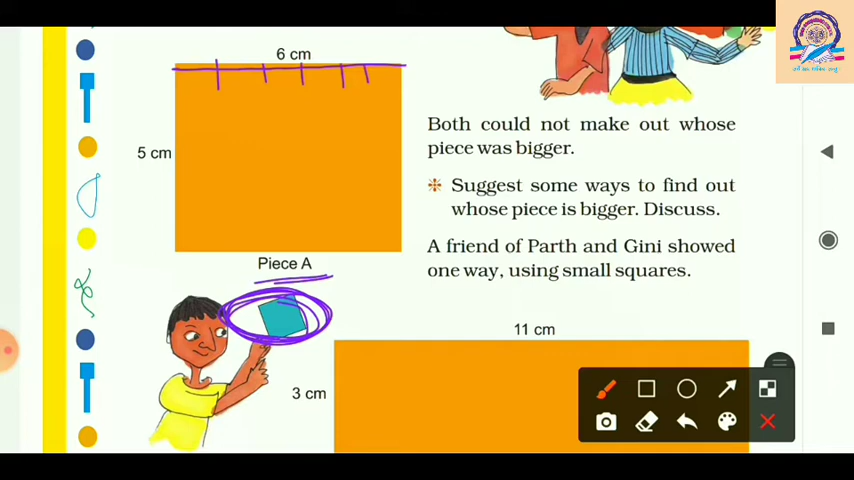 6 cm
5 cm
Both could not make out whose
piece was bigger.
Suggest some ways to find out
whose piece is bigger. Discuss.
Piece A
A friend of Parth and Gini showed
one way, using small squares.
11 cm
3 cm